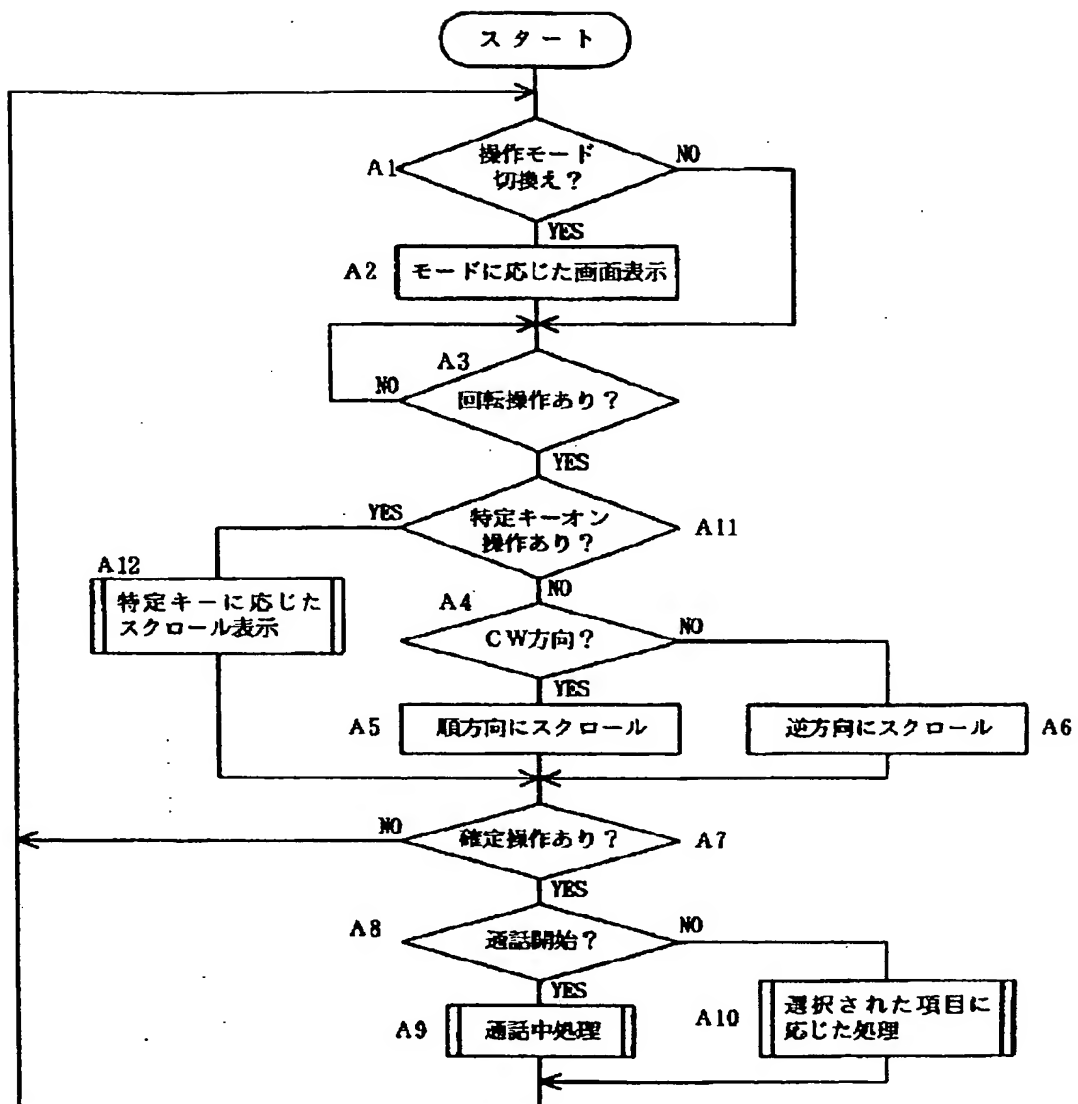 スタート
A1
操作モード
切換え？
NO
YES
A2
モードに応じた画面表示
A3
NO
回転操作あり？
YES
YES
特定キーオン
操作あり？
A11
A12
特定キーに応じた
スクロール表示
NO
A4
CW方向？
NO
YES
A5
順方向にスクロール
逆方向にスクロール
A6
NO
確定操作あり？
A7
YES
A8
通話開始？
NO
YES
A9
通話中処理
A10
選択された項目に
応じた処理